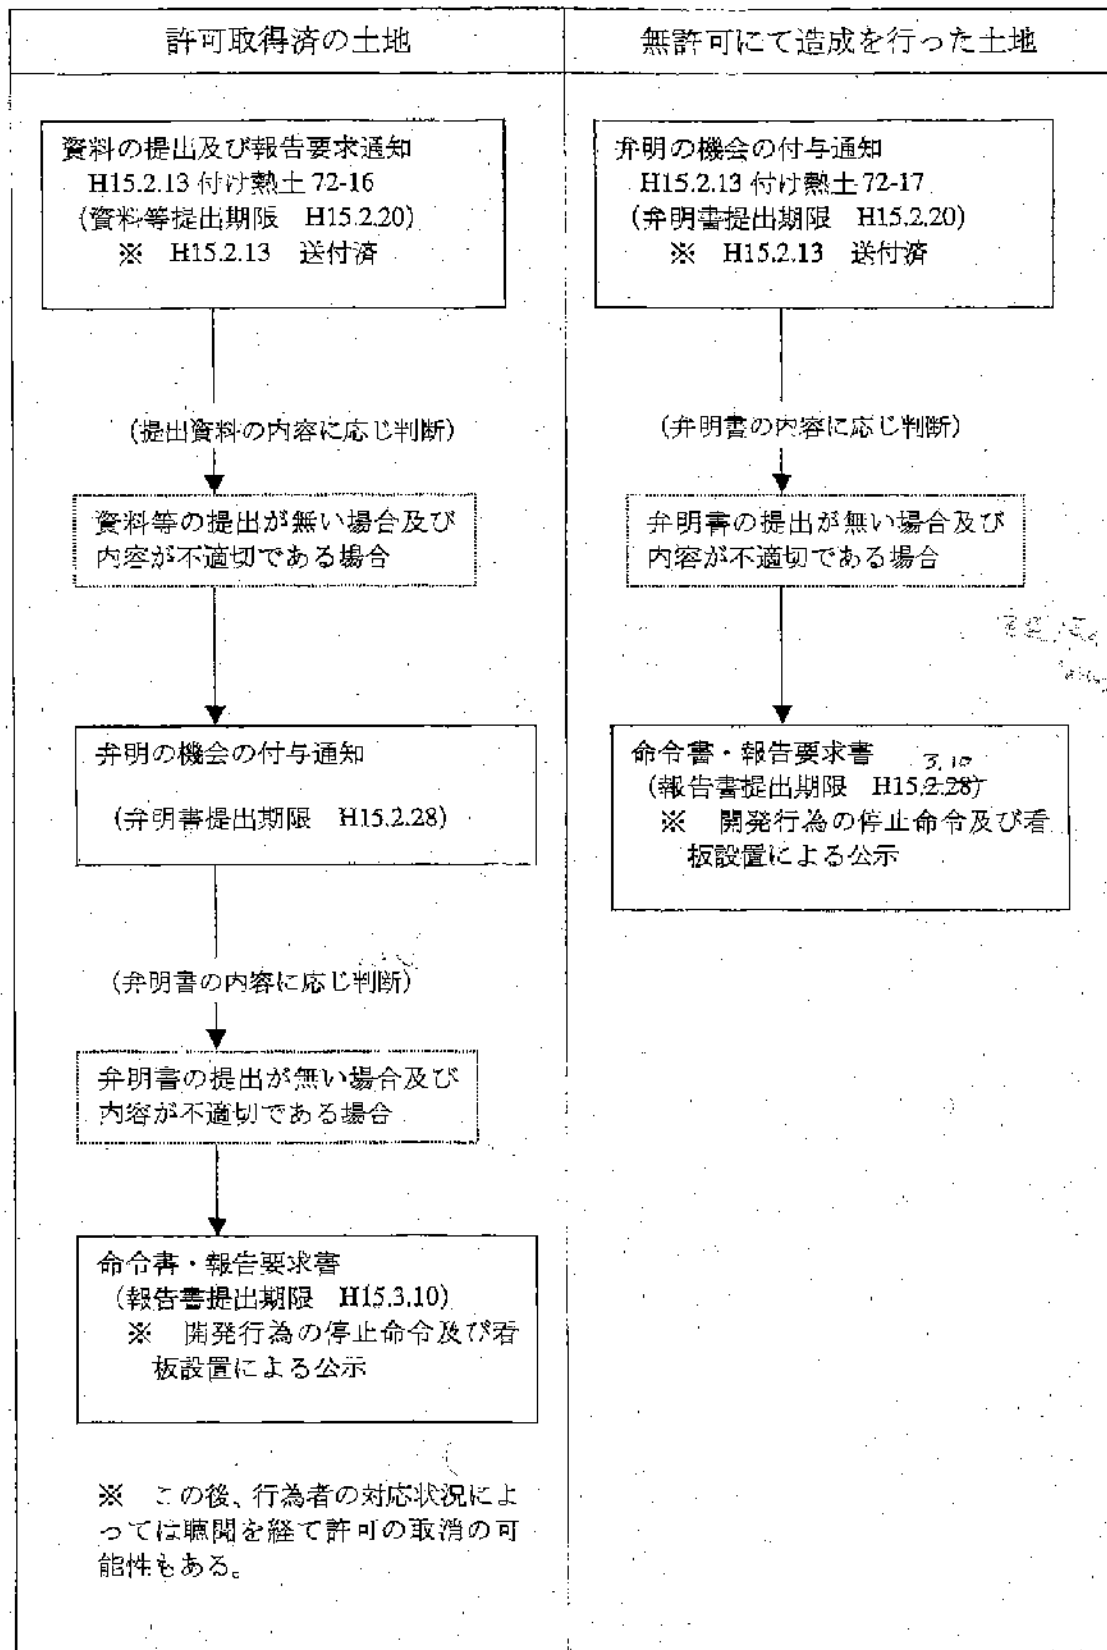 許可取得済の土地
資料の提出及び報告要求通知
H15.2.13 付け熱土 72-16
(資料等提出期限 H15.2.20)
※ H15.2.13 送付済
(提出資料の内容に応じ判断)
資料等の提出が無い場合及び
内容が不適切である場合
弁明の機会の付与通知
(弁明書提出期限 H15.2.28)
(弁明書の内容に応じ判断)
弁明書の提出が無い場合及び
内容が不適切である場合
命令書・報告要求書
(報告書提出期限 H15.3.10)
※ 開発行為の停止命令及び看
板設置による公示
※ この後、行為者の対応状況によ
っては聴聞を経て許可の取消の可
能性もある。
無許可にて造成を行った土地
弁明の機会の付与通知
H15.2.13 付け熱土 72-17
(弁明書提出期限 H15.2.20)
※ H15.2.13 送付済
(弁明書の内容に応じ判断)
弁明書の提出が無い場合及び
内容が不適切である場合
命令書・報告要求書
3.10
(報告書提出期限 H15.2.28)
※ 開発行為の停止命令及び看
板設置による公示